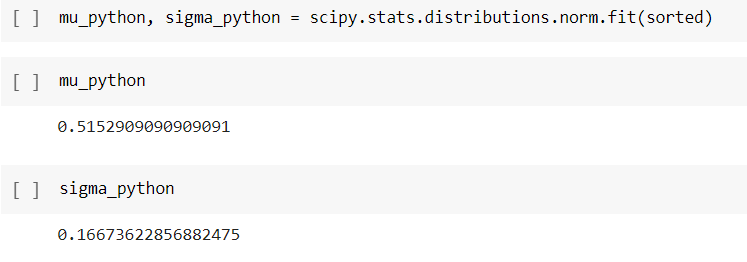 [ ] mu_python, sigma_python = scipy.stats.distributions.norm.fit(sorted)
[ ] mu_python
0.5152909090909091
[ ] sigma_python
0.16673622856882475